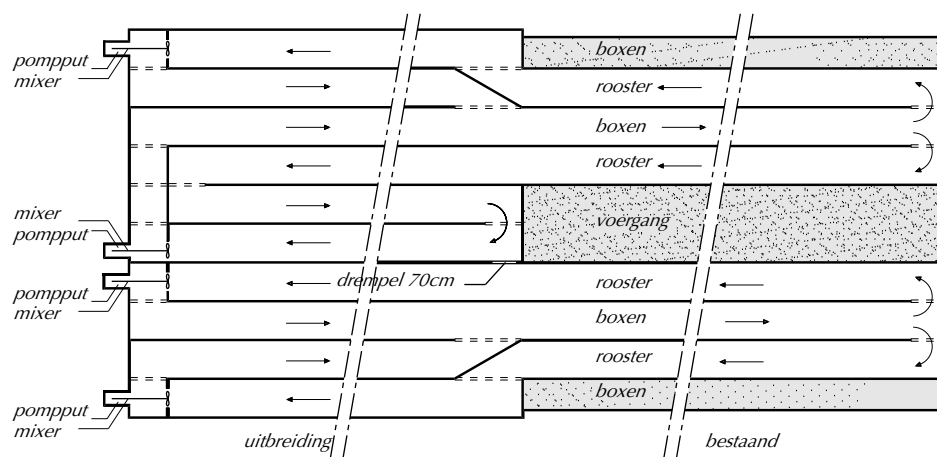 boxen
pompput
mixer
rooster
boxen
rooster
mixer
pompput
voergang
drempel 70cm
pompput
mixer
rooster
boxen
rooster
boxen
pompput
mixer
uitbreiding
bestaand